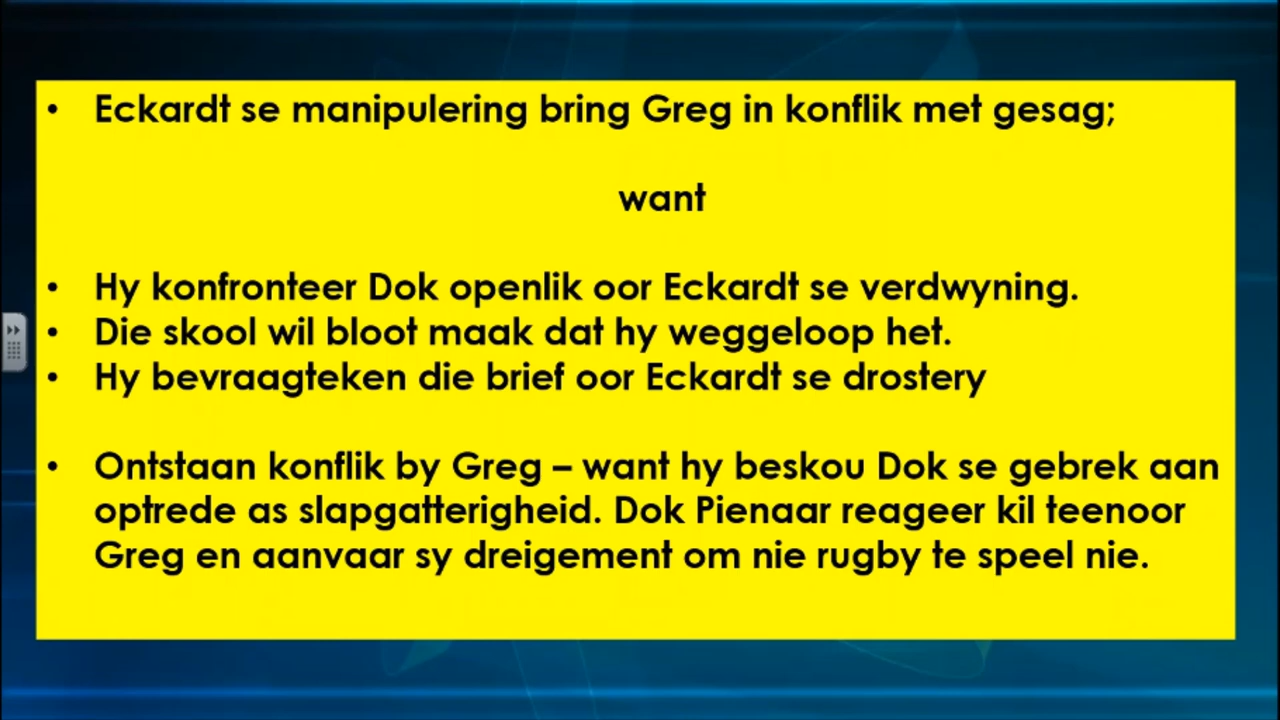 • Eckardt se manipulering bring Greg in konflik met gesag;
want
• Hy konfronteer Dok openlik oor Eckardt se verdwyning.
• Die skool wil bloot maak dat hy weggeloop het.
• Hy bevraagteken die brief oor Eckardt se drostery
• Ontstaan konflik by Greg – want hy beskou Dok se gebrek aan
optrede as slapgatterigheid. Dok Pienaar reageer kil teenoor
Greg en aanvaar sy dreigement om nie rugby te speel nie.